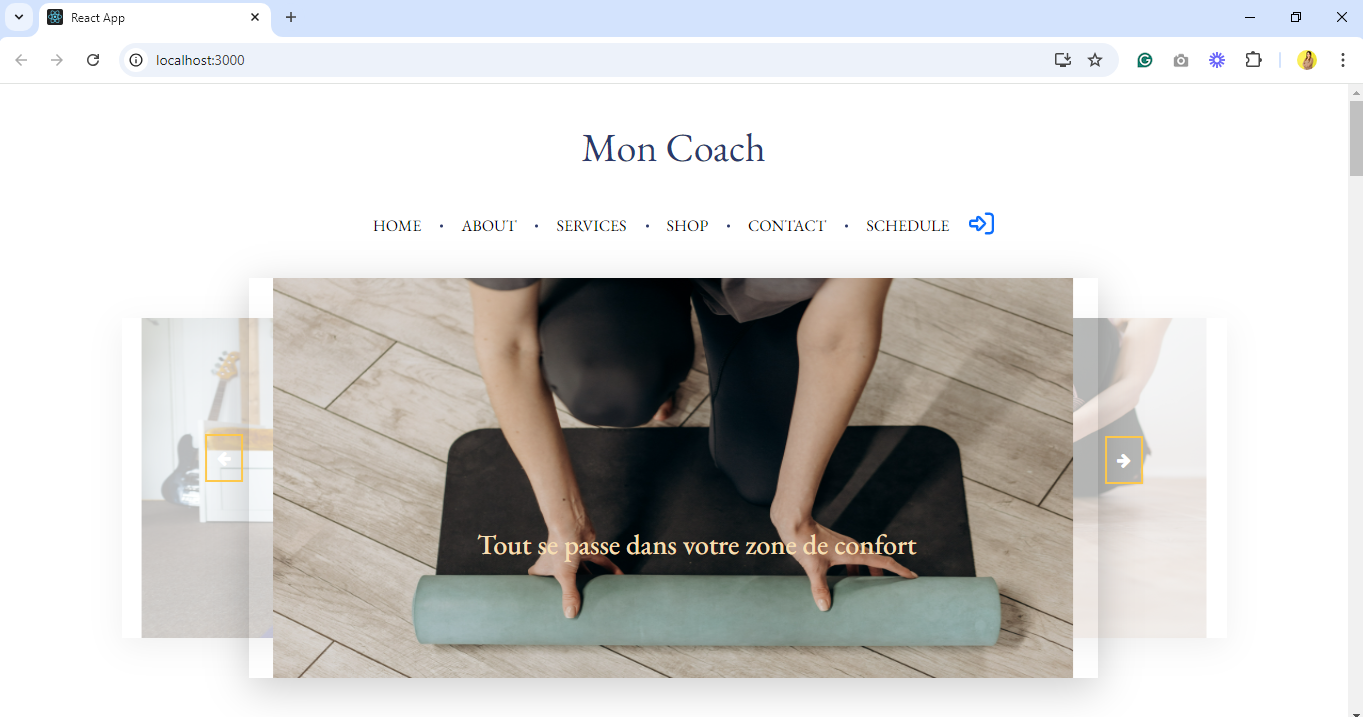 React App
localhost:3000
Mon Coach
HOME • ABOUT • SERVICES • SHOP • CONTACT • SCHEDULE
Tout se passe dans votre zone de confort